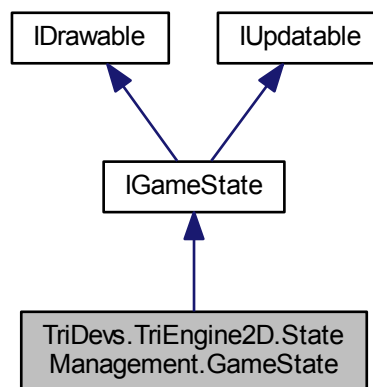 IDrawable
IUpdatable
IGameState
TriDevs.TriEngine2D.State
Management.GameState